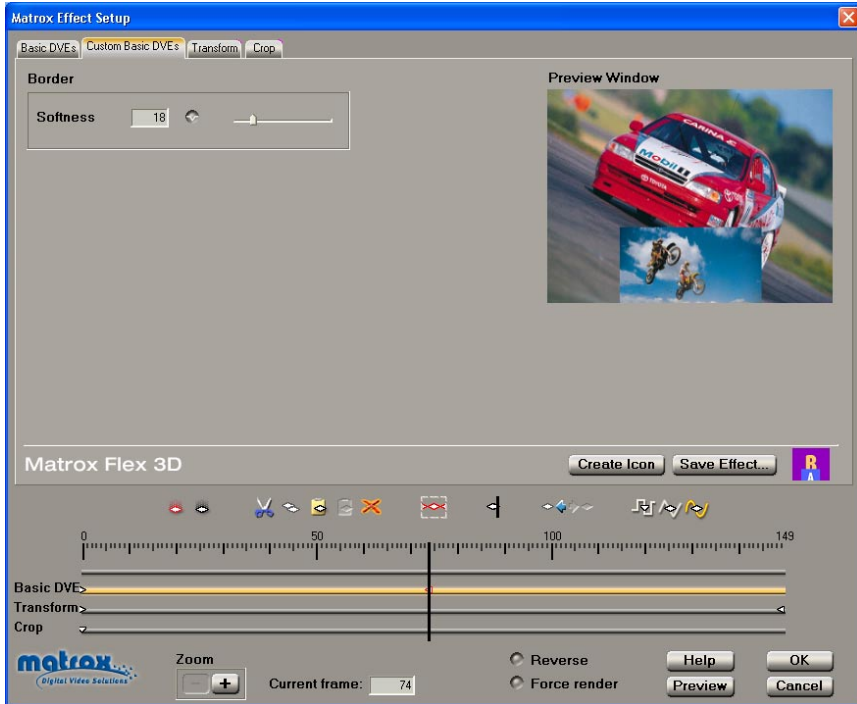 Matrox Effect Setup
Basic DVEs Custom Basic DVEs Transform Crop
Border
Preview Window
Softness 18
CARINA E
Mobil 1
TOYOTA
Matrox Flex 3D
Create Icon Save Effect... B
A
0 50 100 149
Basic DVE
Transform
Crop
matrox
Digital Video Solutions
Zoom
- +
Current frame: 74
Reverse
Force render
Help OK
Preview Cancel